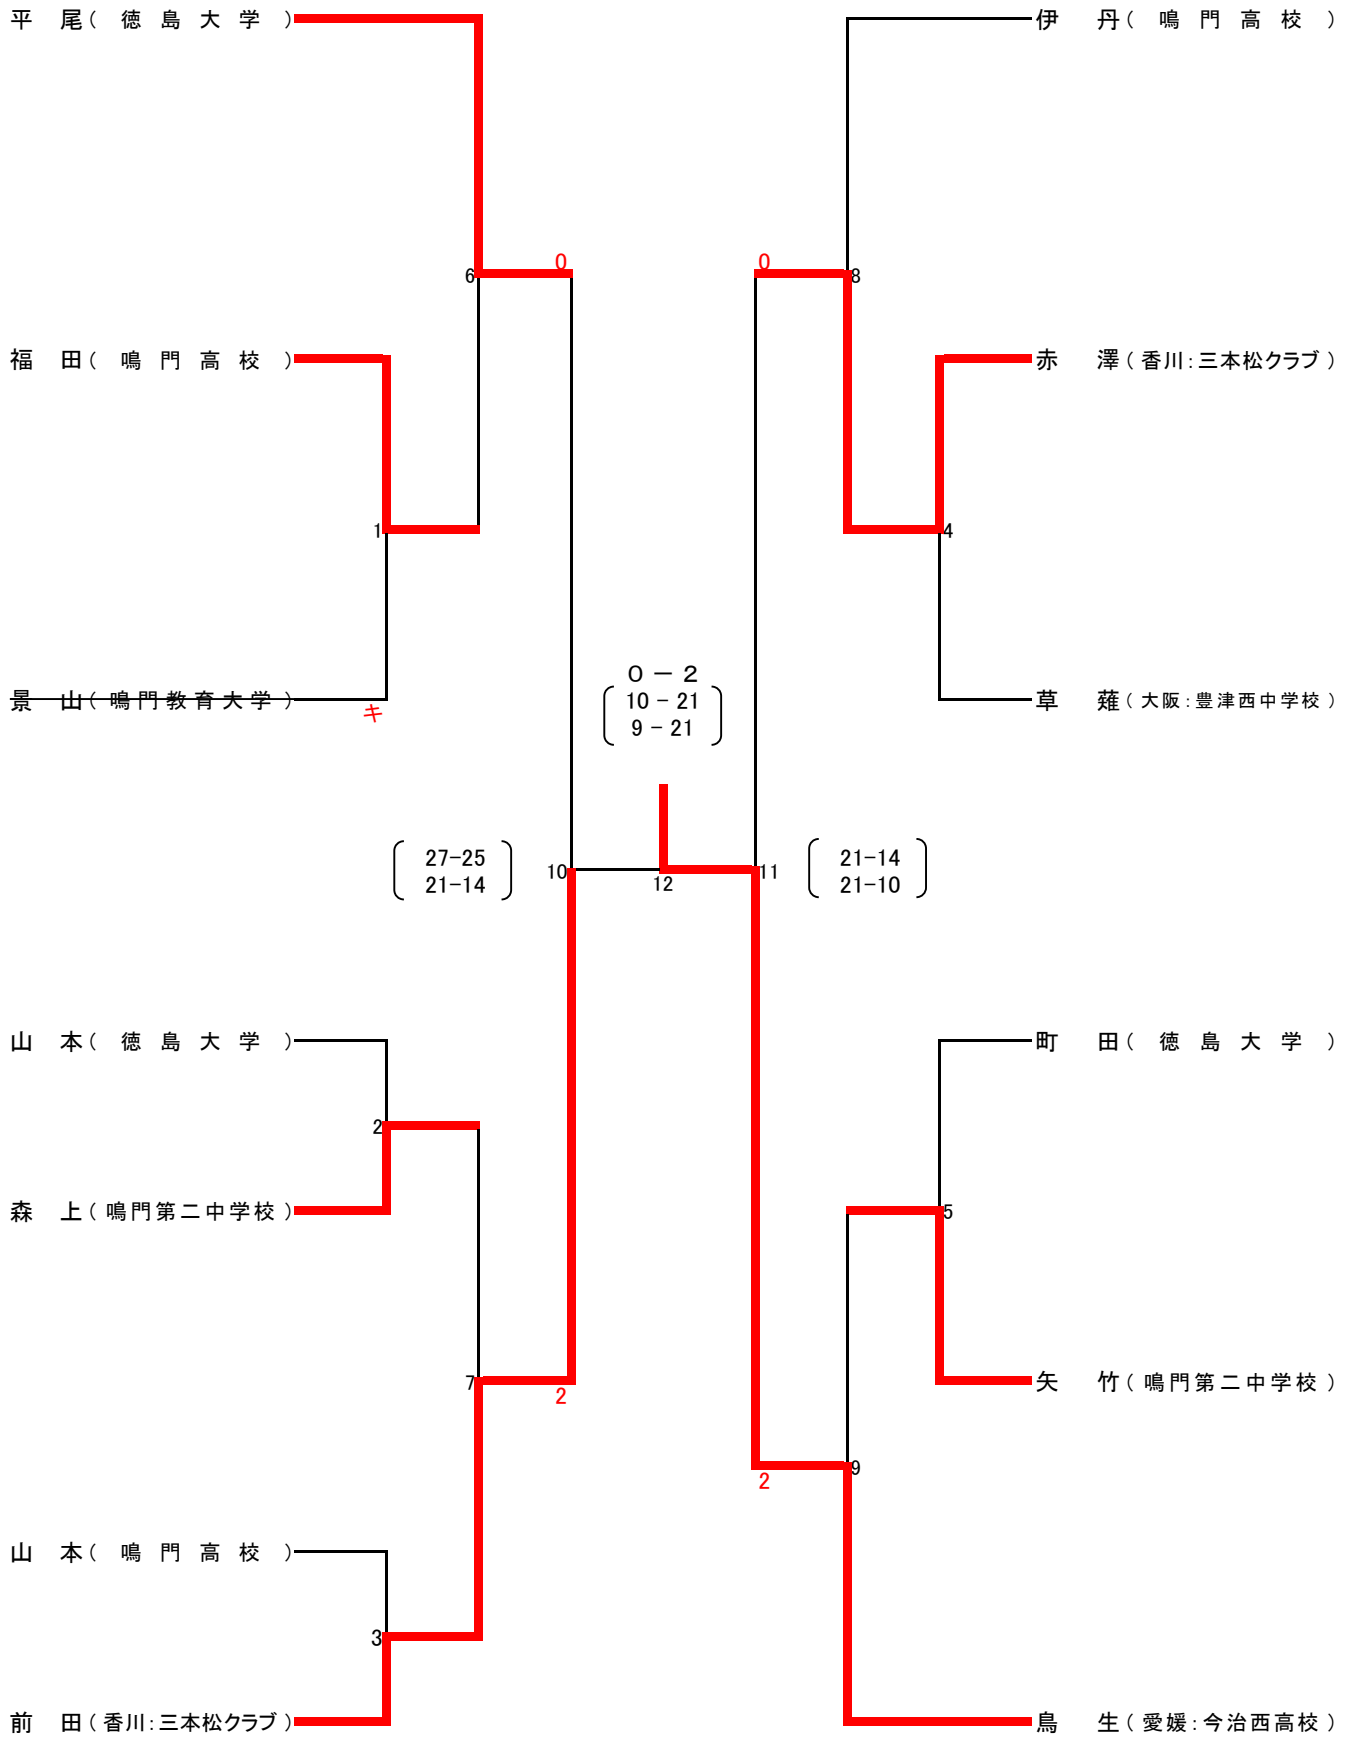 平 尾 ( 徳 島 大 学 )
伊 丹 ( 鳴 門 高 校 )
0
0
6
8
福 田 ( 鳴 門 高 校 )
赤 澤 ( 香川:三本松クラブ )
1
4
景 山 ( 鳴門教育大学 )
キ
草 薙 ( 大阪:豊津西中学校 )
0 - 2
10 - 21
9 - 21
27-25
21-14
10
12
11
21-14
21-10
山 本 ( 徳 島 大 学 )
町 田 ( 徳 島 大 学 )
2
森 上 ( 鳴門第二中学校 )
5
7
2
矢 竹 ( 鳴門第二中学校 )
9
2
山 本 ( 鳴 門 高 校 )
3
前 田 ( 香川:三本松クラブ )
鳥 生 ( 愛媛:今治西高校 )